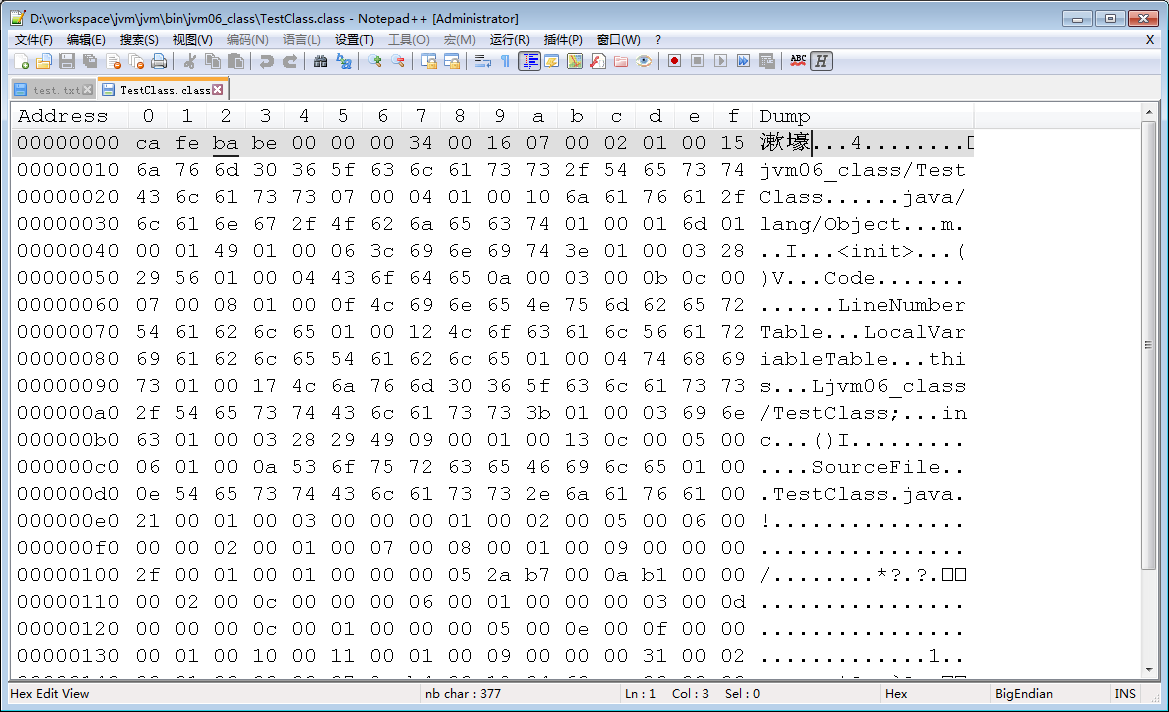 D:\workspace\jvm\jvm\bin\jvm06_class\TestClass.class - Notepad++ [Administrator]
文件(F) 编辑(E) 搜索(S) 视图(V) 编码(N) 语言(L) 设置(T) 工具(O) 宏(M) 运行(R) 插件(P) 窗口(W) ? X
ABC H
test.txt TestClass.class
Address 0 1 2 3 4 5 6 7 8 9 a b c d e f Dump
00000000 ca fe ba be 00 00 00 34 00 16 07 00 02 01 00 15 漱壕...4........□
00000010 6a 76 6d 30 36 5f 63 6c 61 73 73 2f 54 65 73 74 jvm06_class/Test
00000020 43 6c 61 73 73 07 00 04 01 00 10 6a 61 76 61 2f Class......java/
00000030 6c 61 6e 67 2f 4f 62 6a 65 63 74 01 00 01 6d 01 lang/Object...m.
00000040 00 01 49 01 00 06 3c 69 6e 69 74 3e 01 00 03 28 ..I...<init>...(
00000050 29 56 01 00 04 43 6f 64 65 0a 00 03 00 0b 0c 00 )V...Code.......
00000060 07 00 08 01 00 0f 4c 69 6e 65 4e 75 6d 62 65 72 ......LineNumber
00000070 54 61 62 6c 65 01 00 12 4c 6f 63 61 6c 56 61 72 Table...LocalVar
00000080 69 61 62 6c 65 54 61 62 6c 65 01 00 04 74 68 69 iableTable...thi
00000090 73 01 00 17 4c 6a 76 6d 30 36 5f 63 6c 61 73 73 s...Ljvm06_class
000000a0 2f 54 65 73 74 43 6c 61 73 73 3b 01 00 03 69 6e /TestClass;...in
000000b0 63 01 00 03 28 29 49 09 00 01 00 13 0c 00 05 00 c...()I.........
000000c0 06 01 00 0a 53 6f 75 72 63 65 46 69 6c 65 01 00 ....SourceFile..
000000d0 0e 54 65 73 74 43 6c 61 73 73 2e 6a 61 76 61 00 .TestClass.java.
000000e0 21 00 01 00 03 00 00 00 01 00 02 00 05 00 06 00 !...............
000000f0 00 00 02 00 01 00 07 00 08 00 01 00 09 00 00 00 ................
00000100 2f 00 01 00 01 00 00 00 05 2a b7 00 0a b1 00 00 /........*?.?.□□
00000110 00 02 00 0c 00 00 00 06 00 01 00 00 00 03 00 0d ................
00000120 00 00 00 0c 00 01 00 00 00 05 00 0e 00 0f 00 00 ................
00000130 00 01 00 10 00 11 00 01 00 09 00 00 00 31 00 02 .............1..
Hex Edit View nb char : 377 Ln : 1 Col : 3 Sel : 0 Hex BigEndian INS